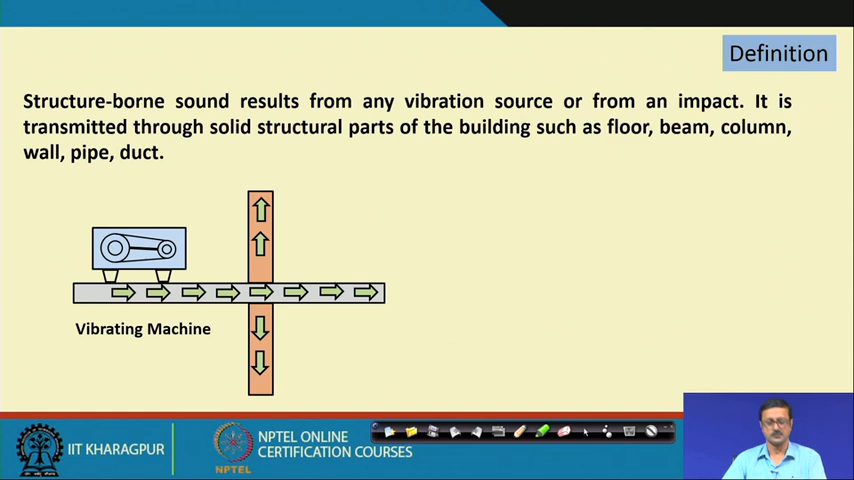 Definition
Structure-borne sound results from any vibration source or from an impact. It is
transmitted through solid structural parts of the building such as floor, beam, column,
wall, pipe, duct.
Vibrating Machine
IIT KHARAGPUR
NPTEL
NPTEL ONLINE
CERTIFICATION COURSES